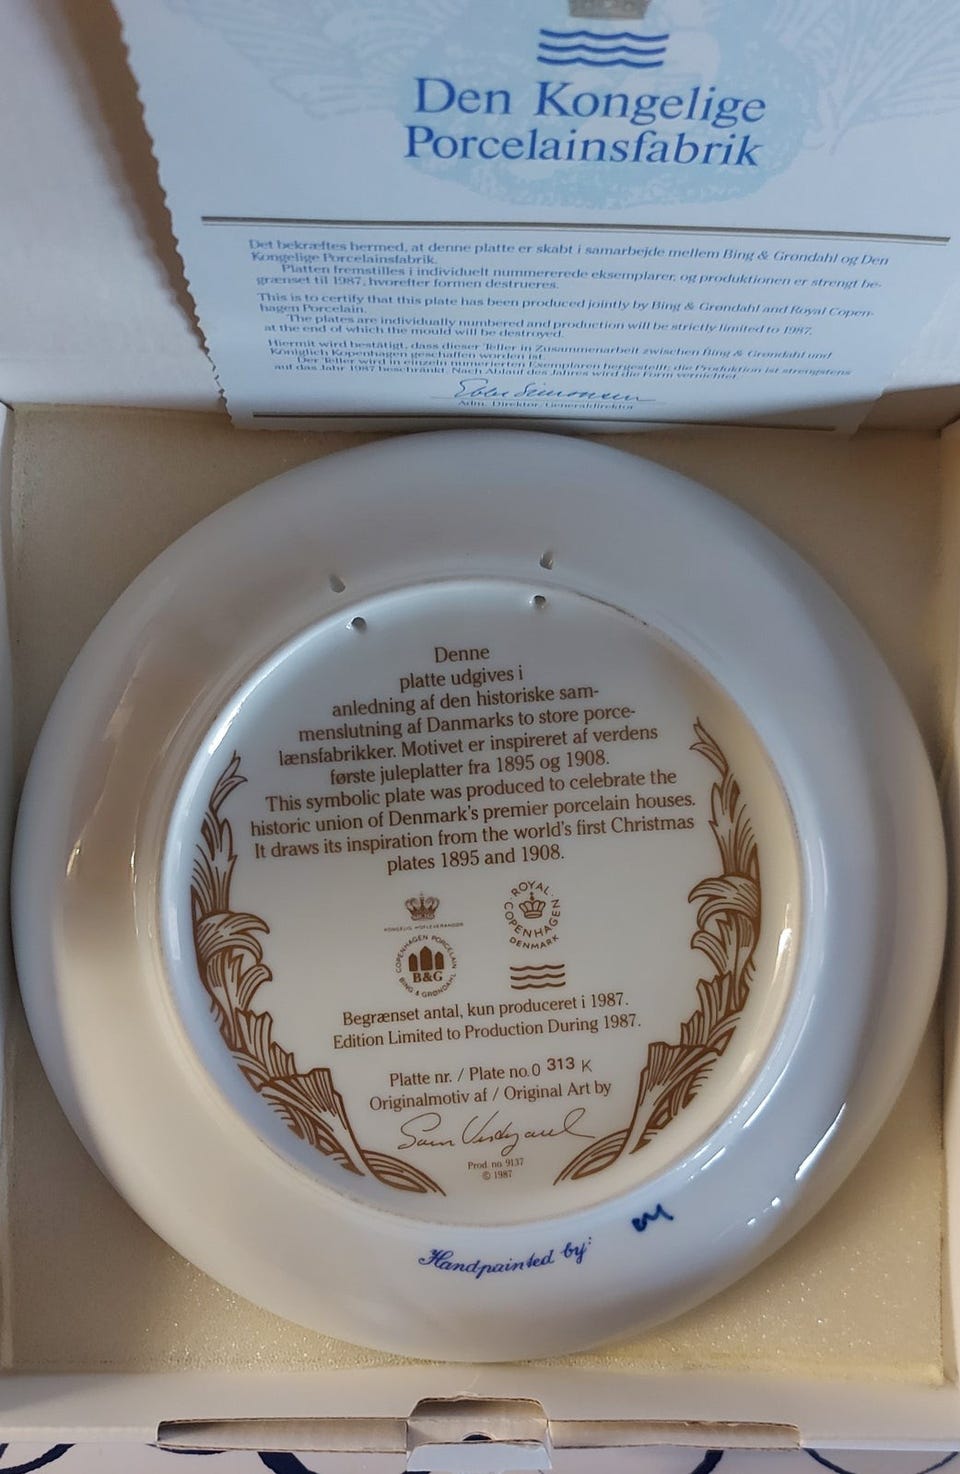 Den Kongelige
Porcelainsfabrik
Det bekræftes hermed, at denne platte er skabt i samarbejde mellem Bing & Grøndahl og Den
Kongelige Porcelainsfabrik.
Platten fremstilles i individuelt nummererede eksemplarer, og produktionen er strengt be-
grænset til 1987, hvorefter formen destrueres.
This is to certify that this plate has been produced jointly by Bing & Grøndahl and Royal Copen-
hagen Porcelain.
The plates are individually numbered and production will be strictly limited to 1987,
at the end of which the mould will be destroyed.
Hiermit wird bestätigt, dass dieser Teller in Zusammenarbeit zwischen Bing & Grøndahl und
Königlich Kopenhagen geschaffen worden ist.
Der Teller wird in einzeln numerierten Exemplaren hergestellt; die Produktion ist strengstens
auf das Jahr 1987 beschränkt. Nach Ablauf des Jahres wird die Form vernichtet.
Adm. Direktor/Generaldirektor
Denne
platte udgives i
anledning af den historiske sam-
menslutning af Danmarks to store porce-
lænsfabrikker. Motivet er inspireret af verdens
første juleplatter fra 1895 og 1908.
This symbolic plate was produced to celebrate the
historic union of Denmark's premier porcelain houses.
It draws its inspiration from the world's first Christmas
plates 1895 and 1908.
KONGELIG HOFLEVERANDØR
COPENHAGEN PORCELAIN
B&G
BING & GRØNDAHL
ROYAL
COPENHAGEN
DENMARK
Begrænset antal, kun produceret i 1987.
Edition Limited to Production During 1987.
Platte nr. / Plate no. 0 313 K
Originalmotiv af / Original Art by
Prod. no 9137
© 1987
Handpainted by: